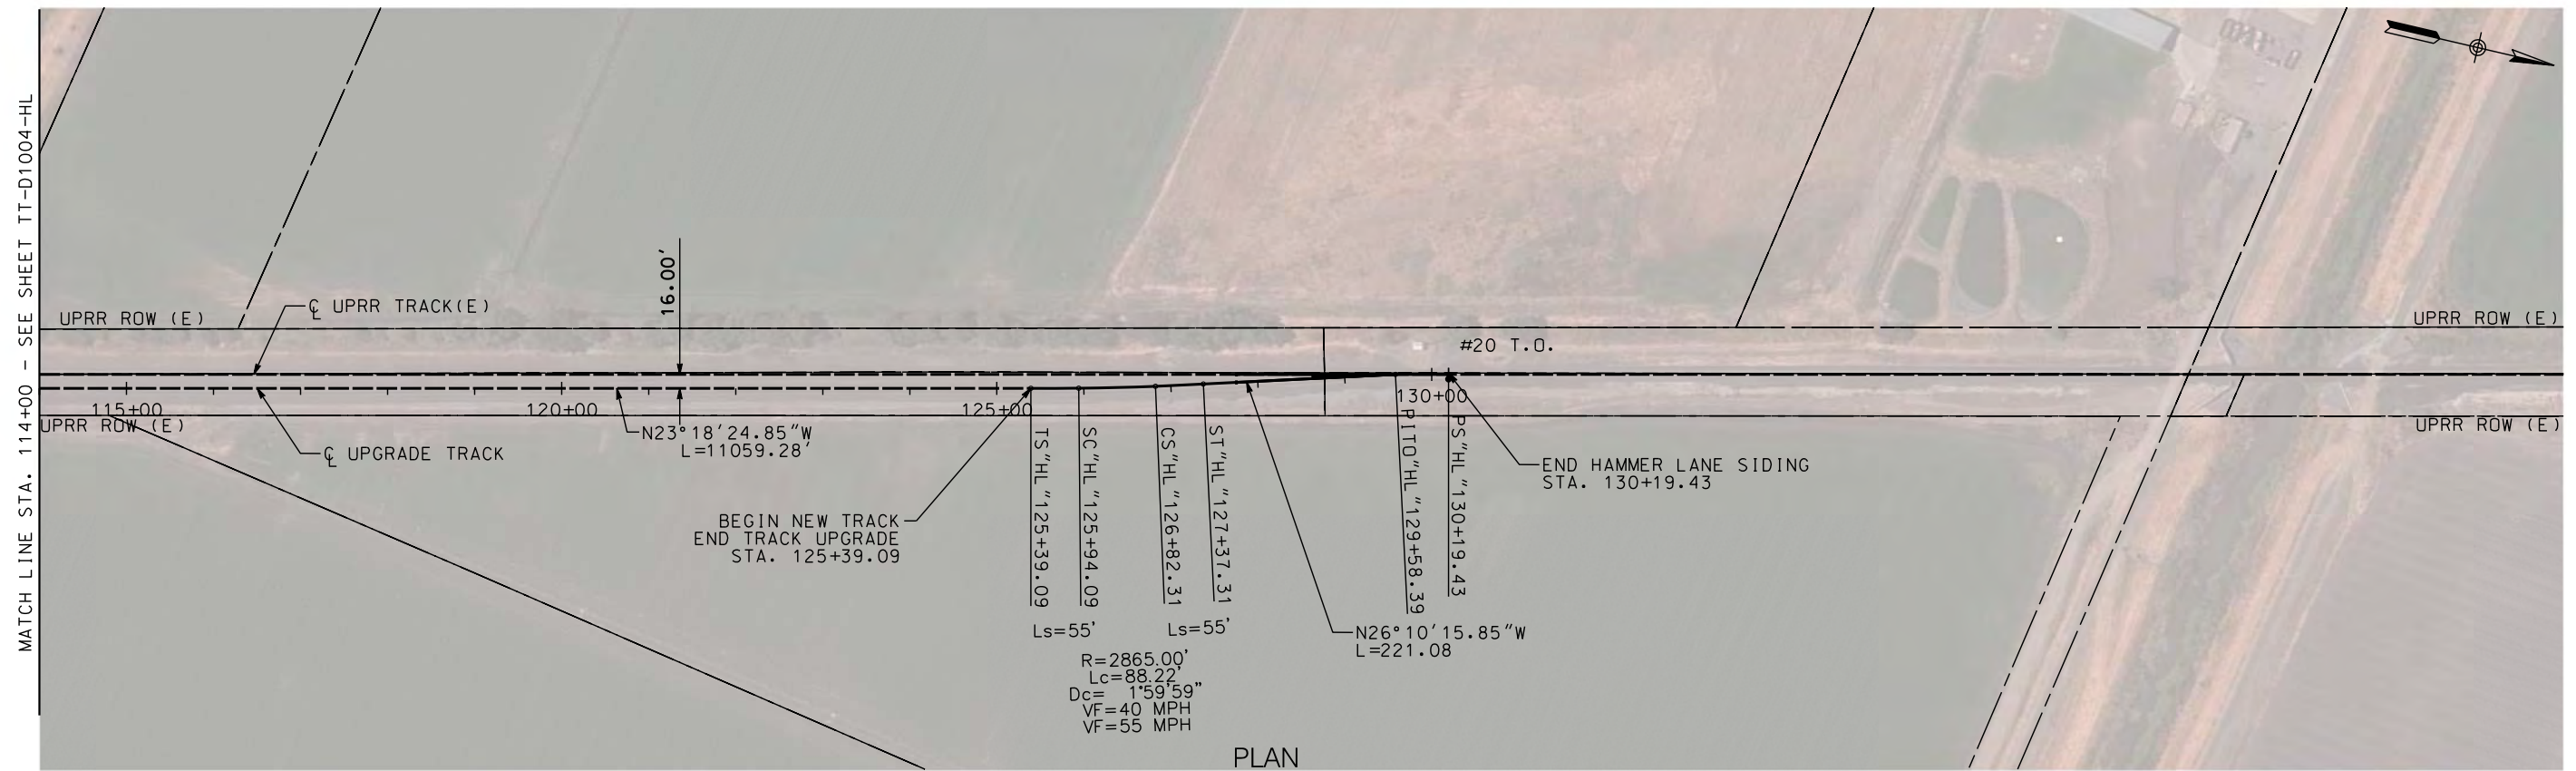 MATCH LINE STA. 114+00 - SEE SHEET TT-D1004-HL
16.00'
℄ UPRR TRACK(E)
UPRR ROW (E)
UPRR ROW (E)
#20 T.O.
115+00
120+00
125+00
130+00
UPRR ROW (E)
UPRR ROW (E)
N23°18'24.85"W
L=11059.28'
℄ UPGRADE TRACK
END HAMMER LANE SIDING
STA. 130+19.43
BEGIN NEW TRACK
END TRACK UPGRADE
STA. 125+39.09
TS"HL"125+39.09
SC"HL"125+94.09
CS"HL"126+82.31
ST"HL"127+37.31
PITO"HL"129+58.39
PS"HL"130+19.43
Ls=55'
Ls=55'
N26°10'15.85"W
L=221.08
R=2865.00'
Lc=88.22'
Dc= 1°59'59"
VF=40 MPH
VF=55 MPH
PLAN